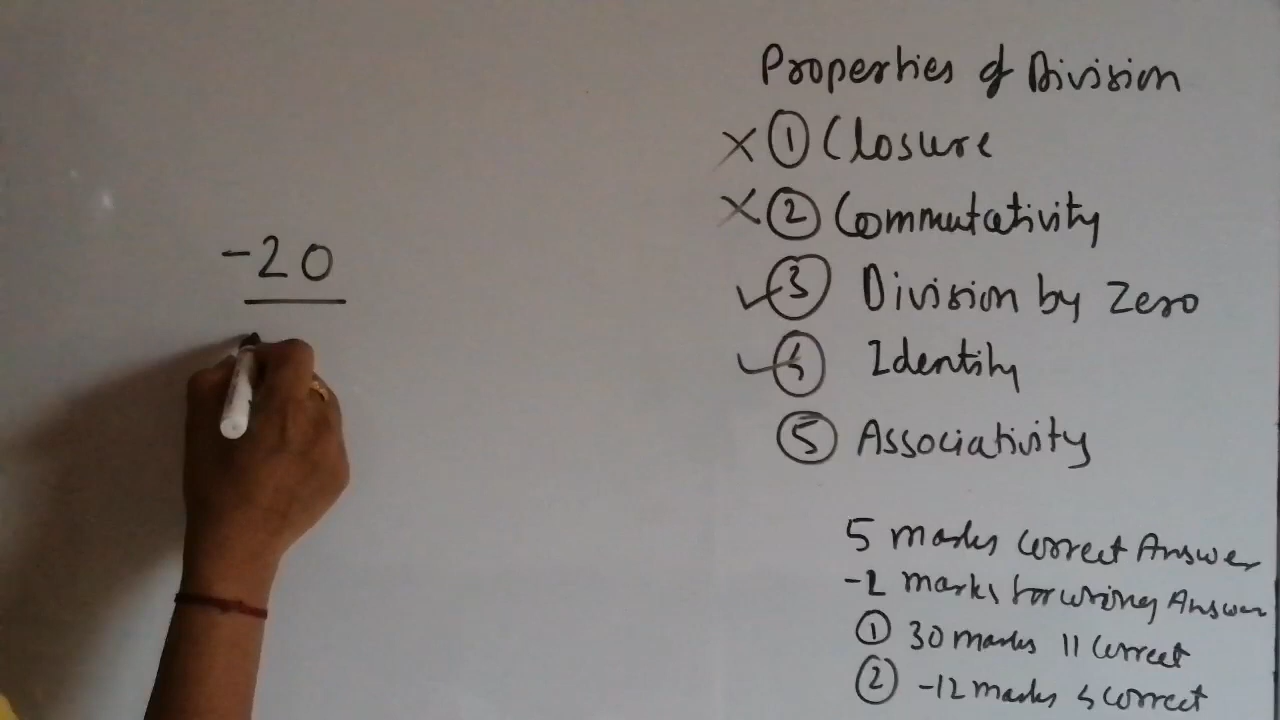 -20
Properties of Division
× ① Closure
× ② Commutativity
✓ ③ Division by Zero
✓ ④ Identity
⑤ Associativity
5 marks correct Answer
-2 marks for wrong Answer
① 30 marks 11 correct
② -12 marks 4 correct